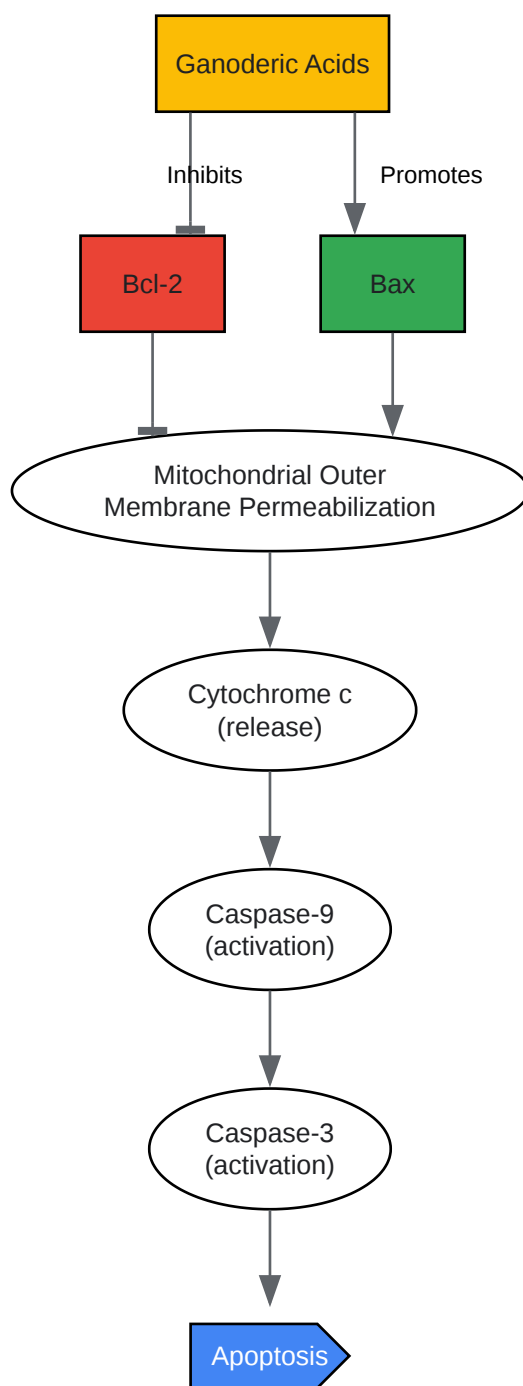 Ganoderic Acids
Inhibits
Promotes
Bcl-2
Bax
Mitochondrial Outer
Membrane Permeabilization
Cytochrome c
(release)
Caspase-9
(activation)
Caspase-3
(activation)
Apoptosis